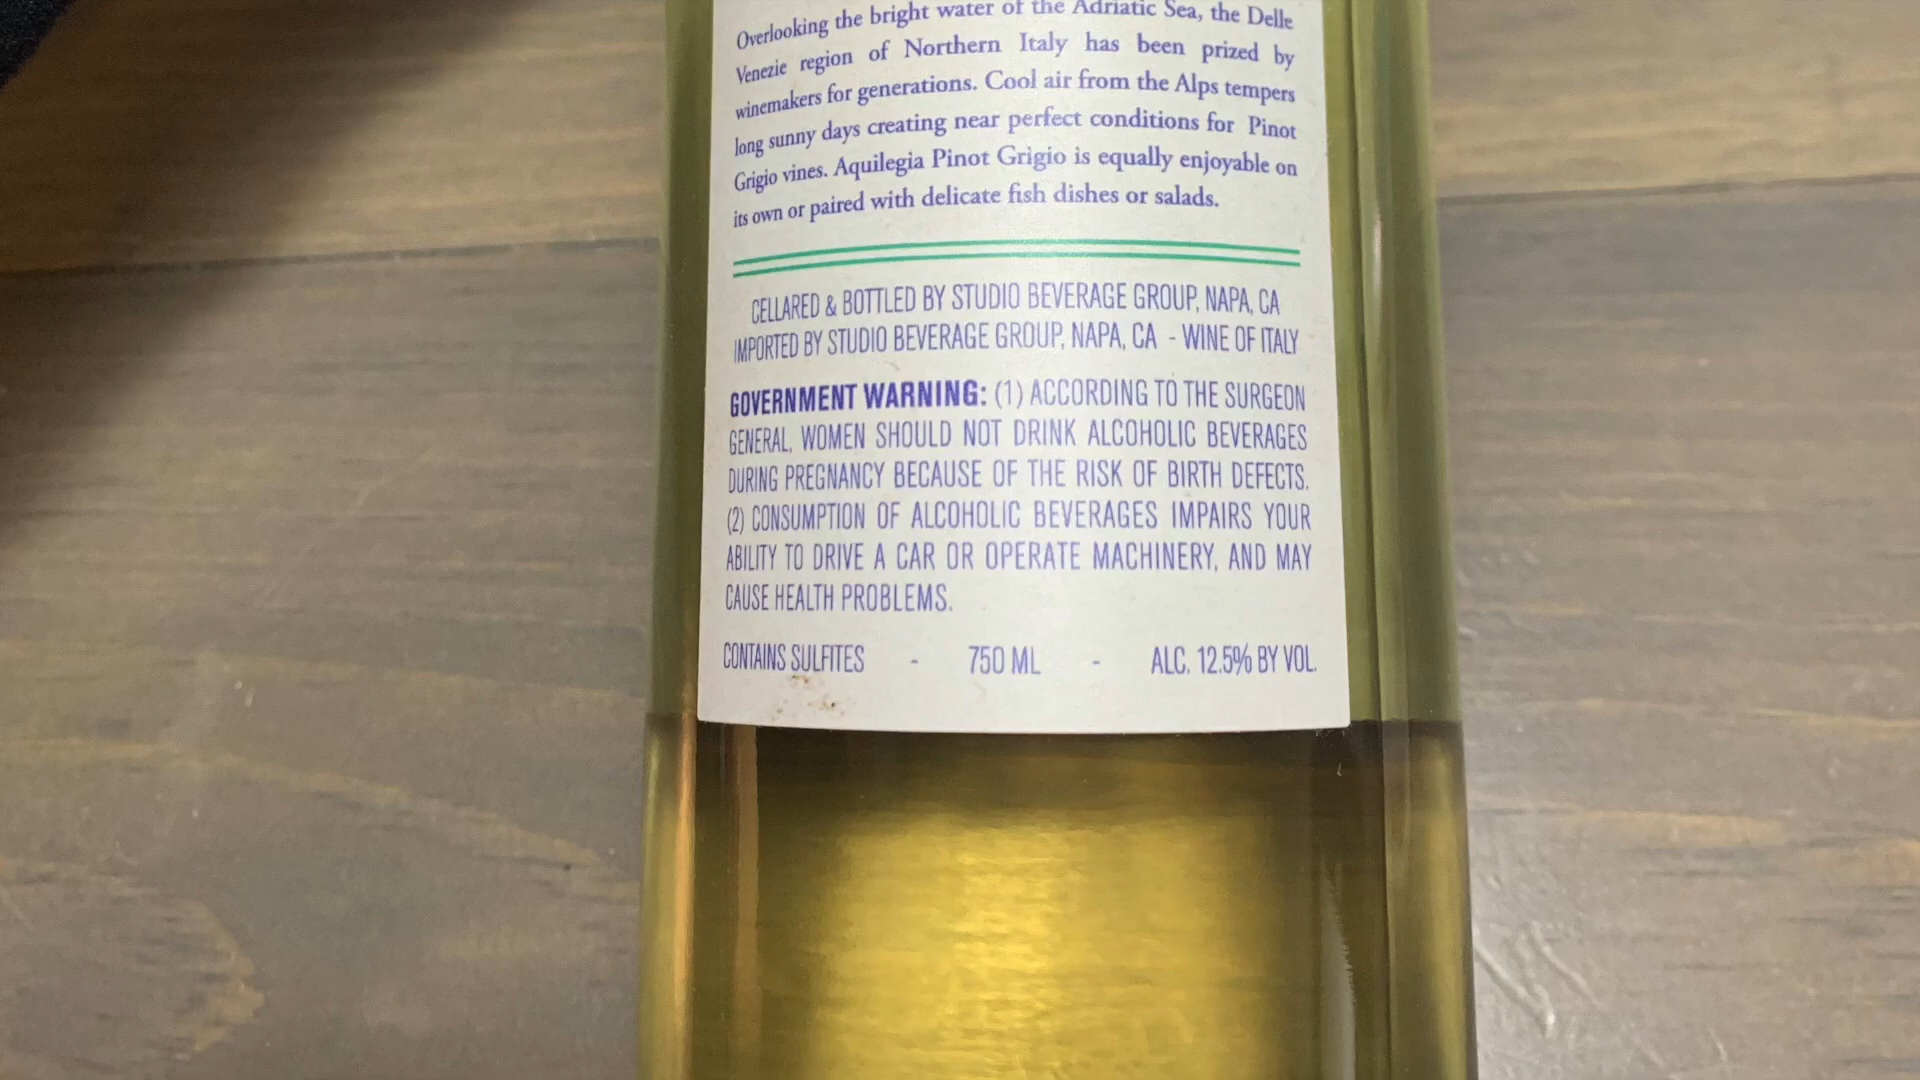 Overlooking the bright water of the Adriatic Sea, the Delle
Venezie region of Northern Italy has been prized by
winemakers for generations. Cool air from the Alps tempers
long sunny days creating near perfect conditions for Pinot
Grigio vines. Aquilegia Pinot Grigio is equally enjoyable on
its own or paired with delicate fish dishes or salads.
CELLARED & BOTTLED BY STUDIO BEVERAGE GROUP, NAPA, CA
IMPORTED BY STUDIO BEVERAGE GROUP, NAPA, CA - WINE OF ITALY
GOVERNMENT WARNING: (1) ACCORDING TO THE SURGEON
GENERAL, WOMEN SHOULD NOT DRINK ALCOHOLIC BEVERAGES
DURING PREGNANCY BECAUSE OF THE RISK OF BIRTH DEFECTS.
(2) CONSUMPTION OF ALCOHOLIC BEVERAGES IMPAIRS YOUR
ABILITY TO DRIVE A CAR OR OPERATE MACHINERY, AND MAY
CAUSE HEALTH PROBLEMS.
CONTAINS SULFITES - 750 ML - ALC. 12.5% BY VOL.